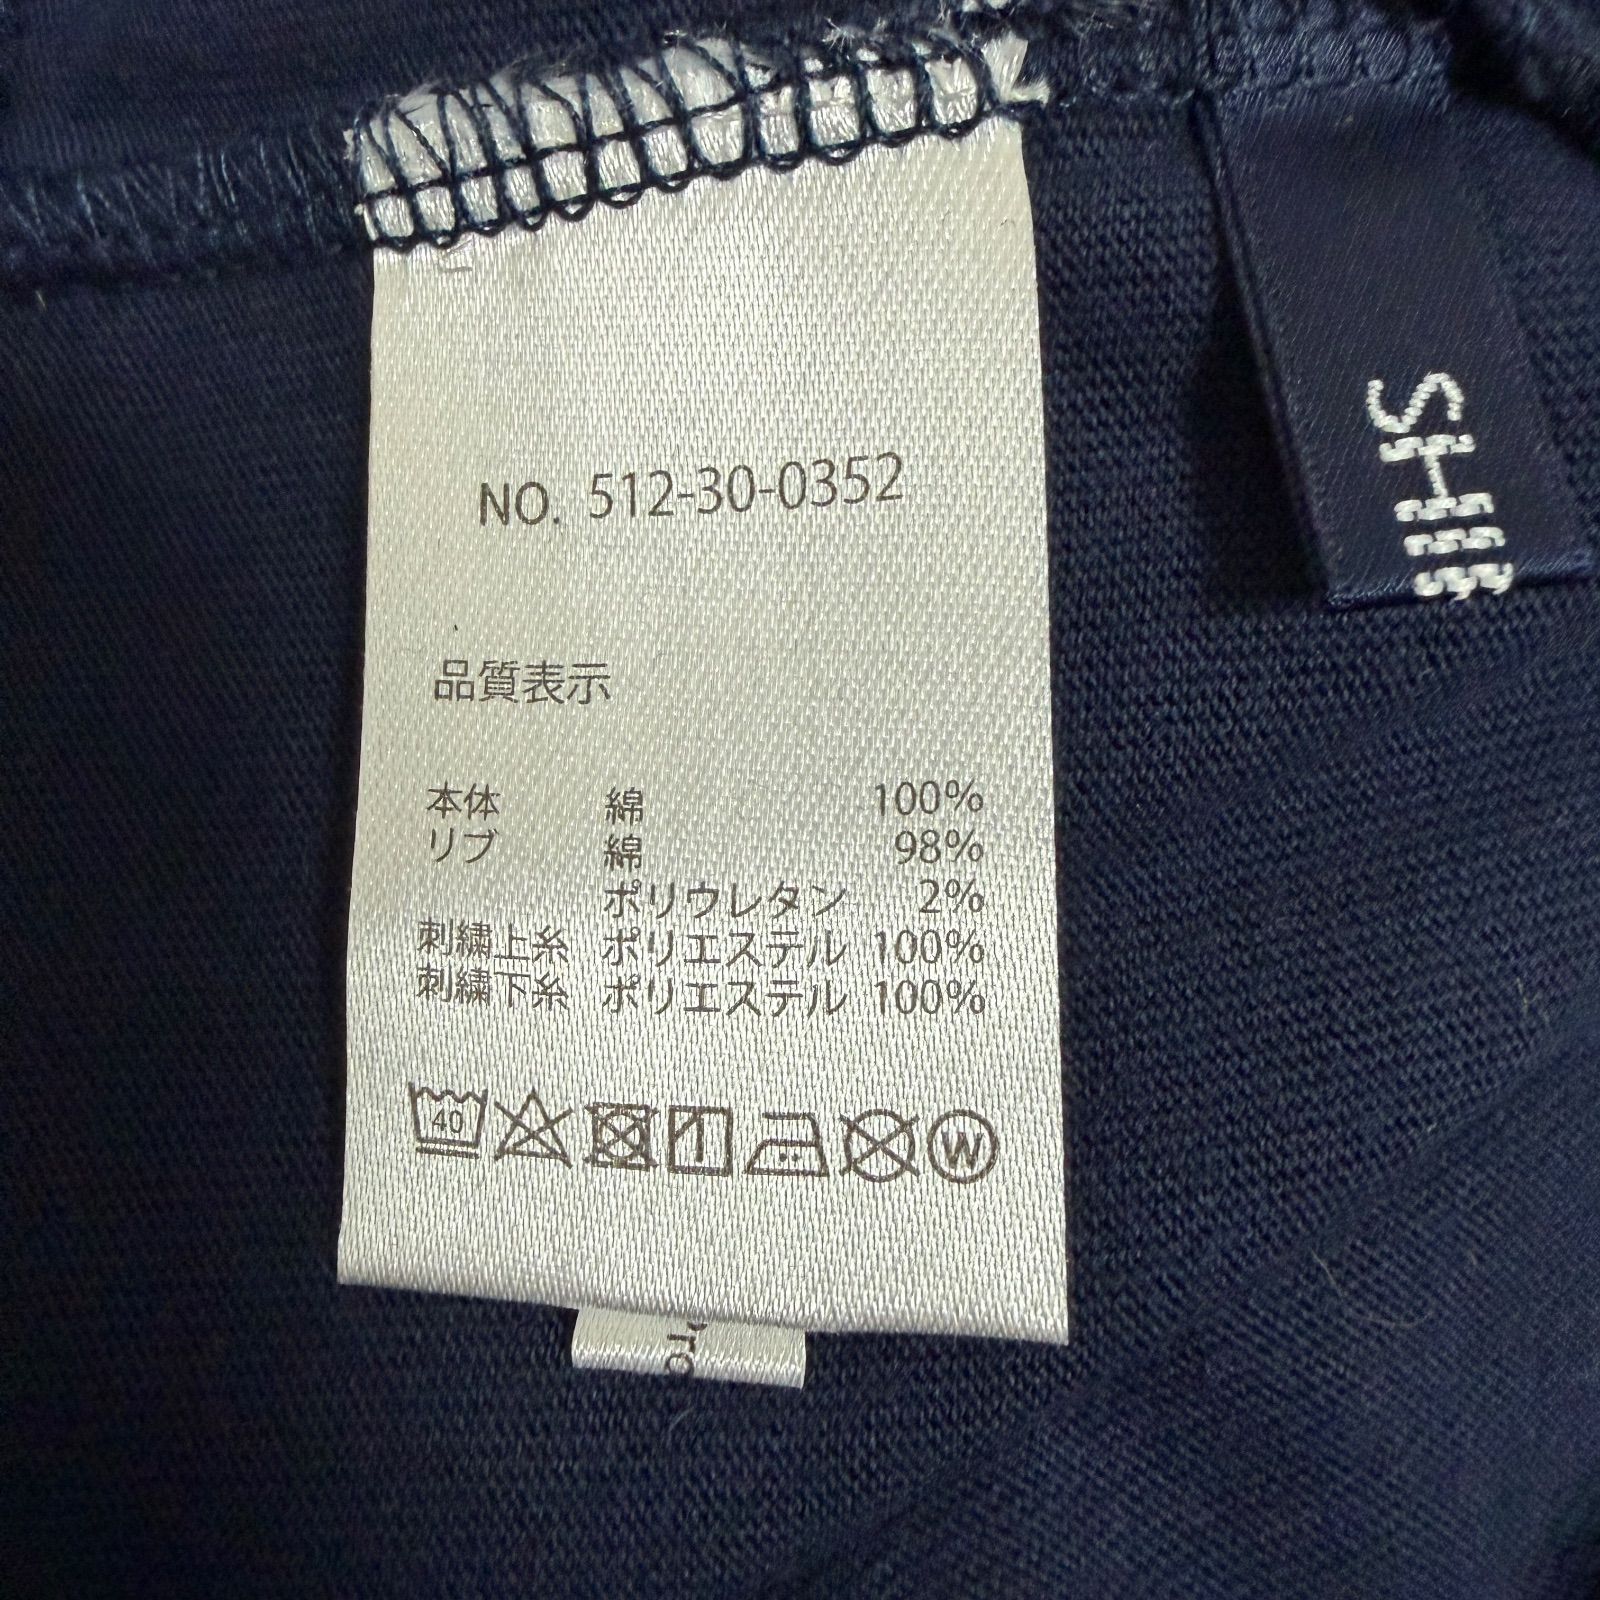 NO. 512-30-0352
品質表示
本体 綿 100%
リブ 綿 98%
ポリウレタン 2%
刺繍上糸 ポリエステル 100%
刺繍下糸 ポリエステル 100%
40
W
SHI